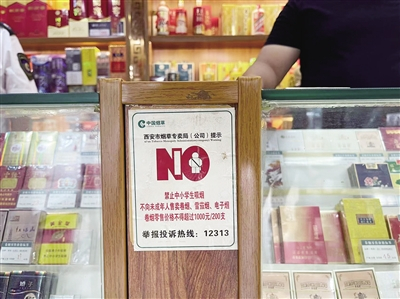 中国烟草
西安市烟草专卖局（公司）提示
NO
禁止中小学生吸烟
不向未成年人售卖卷烟、雪茄烟、电子烟
卷烟零售价格不得超过1000元/200支
举报投诉热线：12313